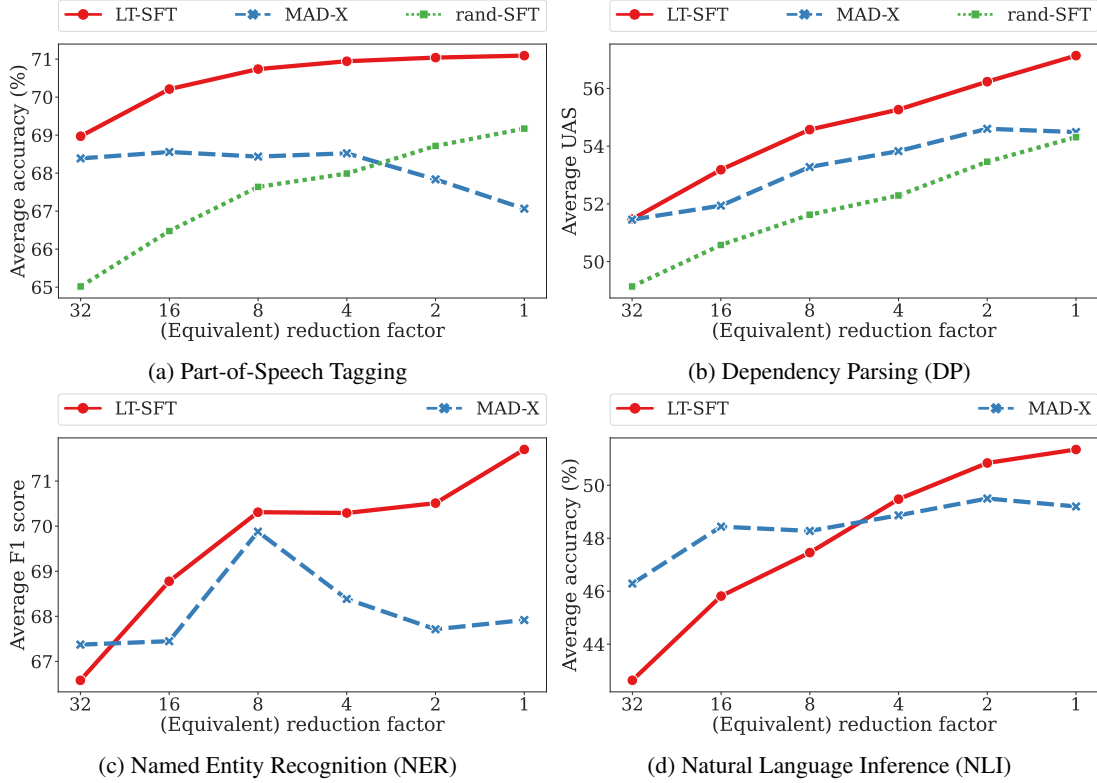 LT-SFT MAD-X rand-SFT
Average accuracy (%)
71
70
69
68
67
66
65
32 16 8 4 2 1
(Equivalent) reduction factor
(a) Part-of-Speech Tagging
LT-SFT MAD-X rand-SFT
Average UAS
56
54
52
50
32 16 8 4 2 1
(Equivalent) reduction factor
(b) Dependency Parsing (DP)
LT-SFT MAD-X
Average F1 score
71
70
69
68
67
32 16 8 4 2 1
(Equivalent) reduction factor
(c) Named Entity Recognition (NER)
LT-SFT MAD-X
Average accuracy (%)
50
48
46
44
32 16 8 4 2 1
(Equivalent) reduction factor
(d) Natural Language Inference (NLI)